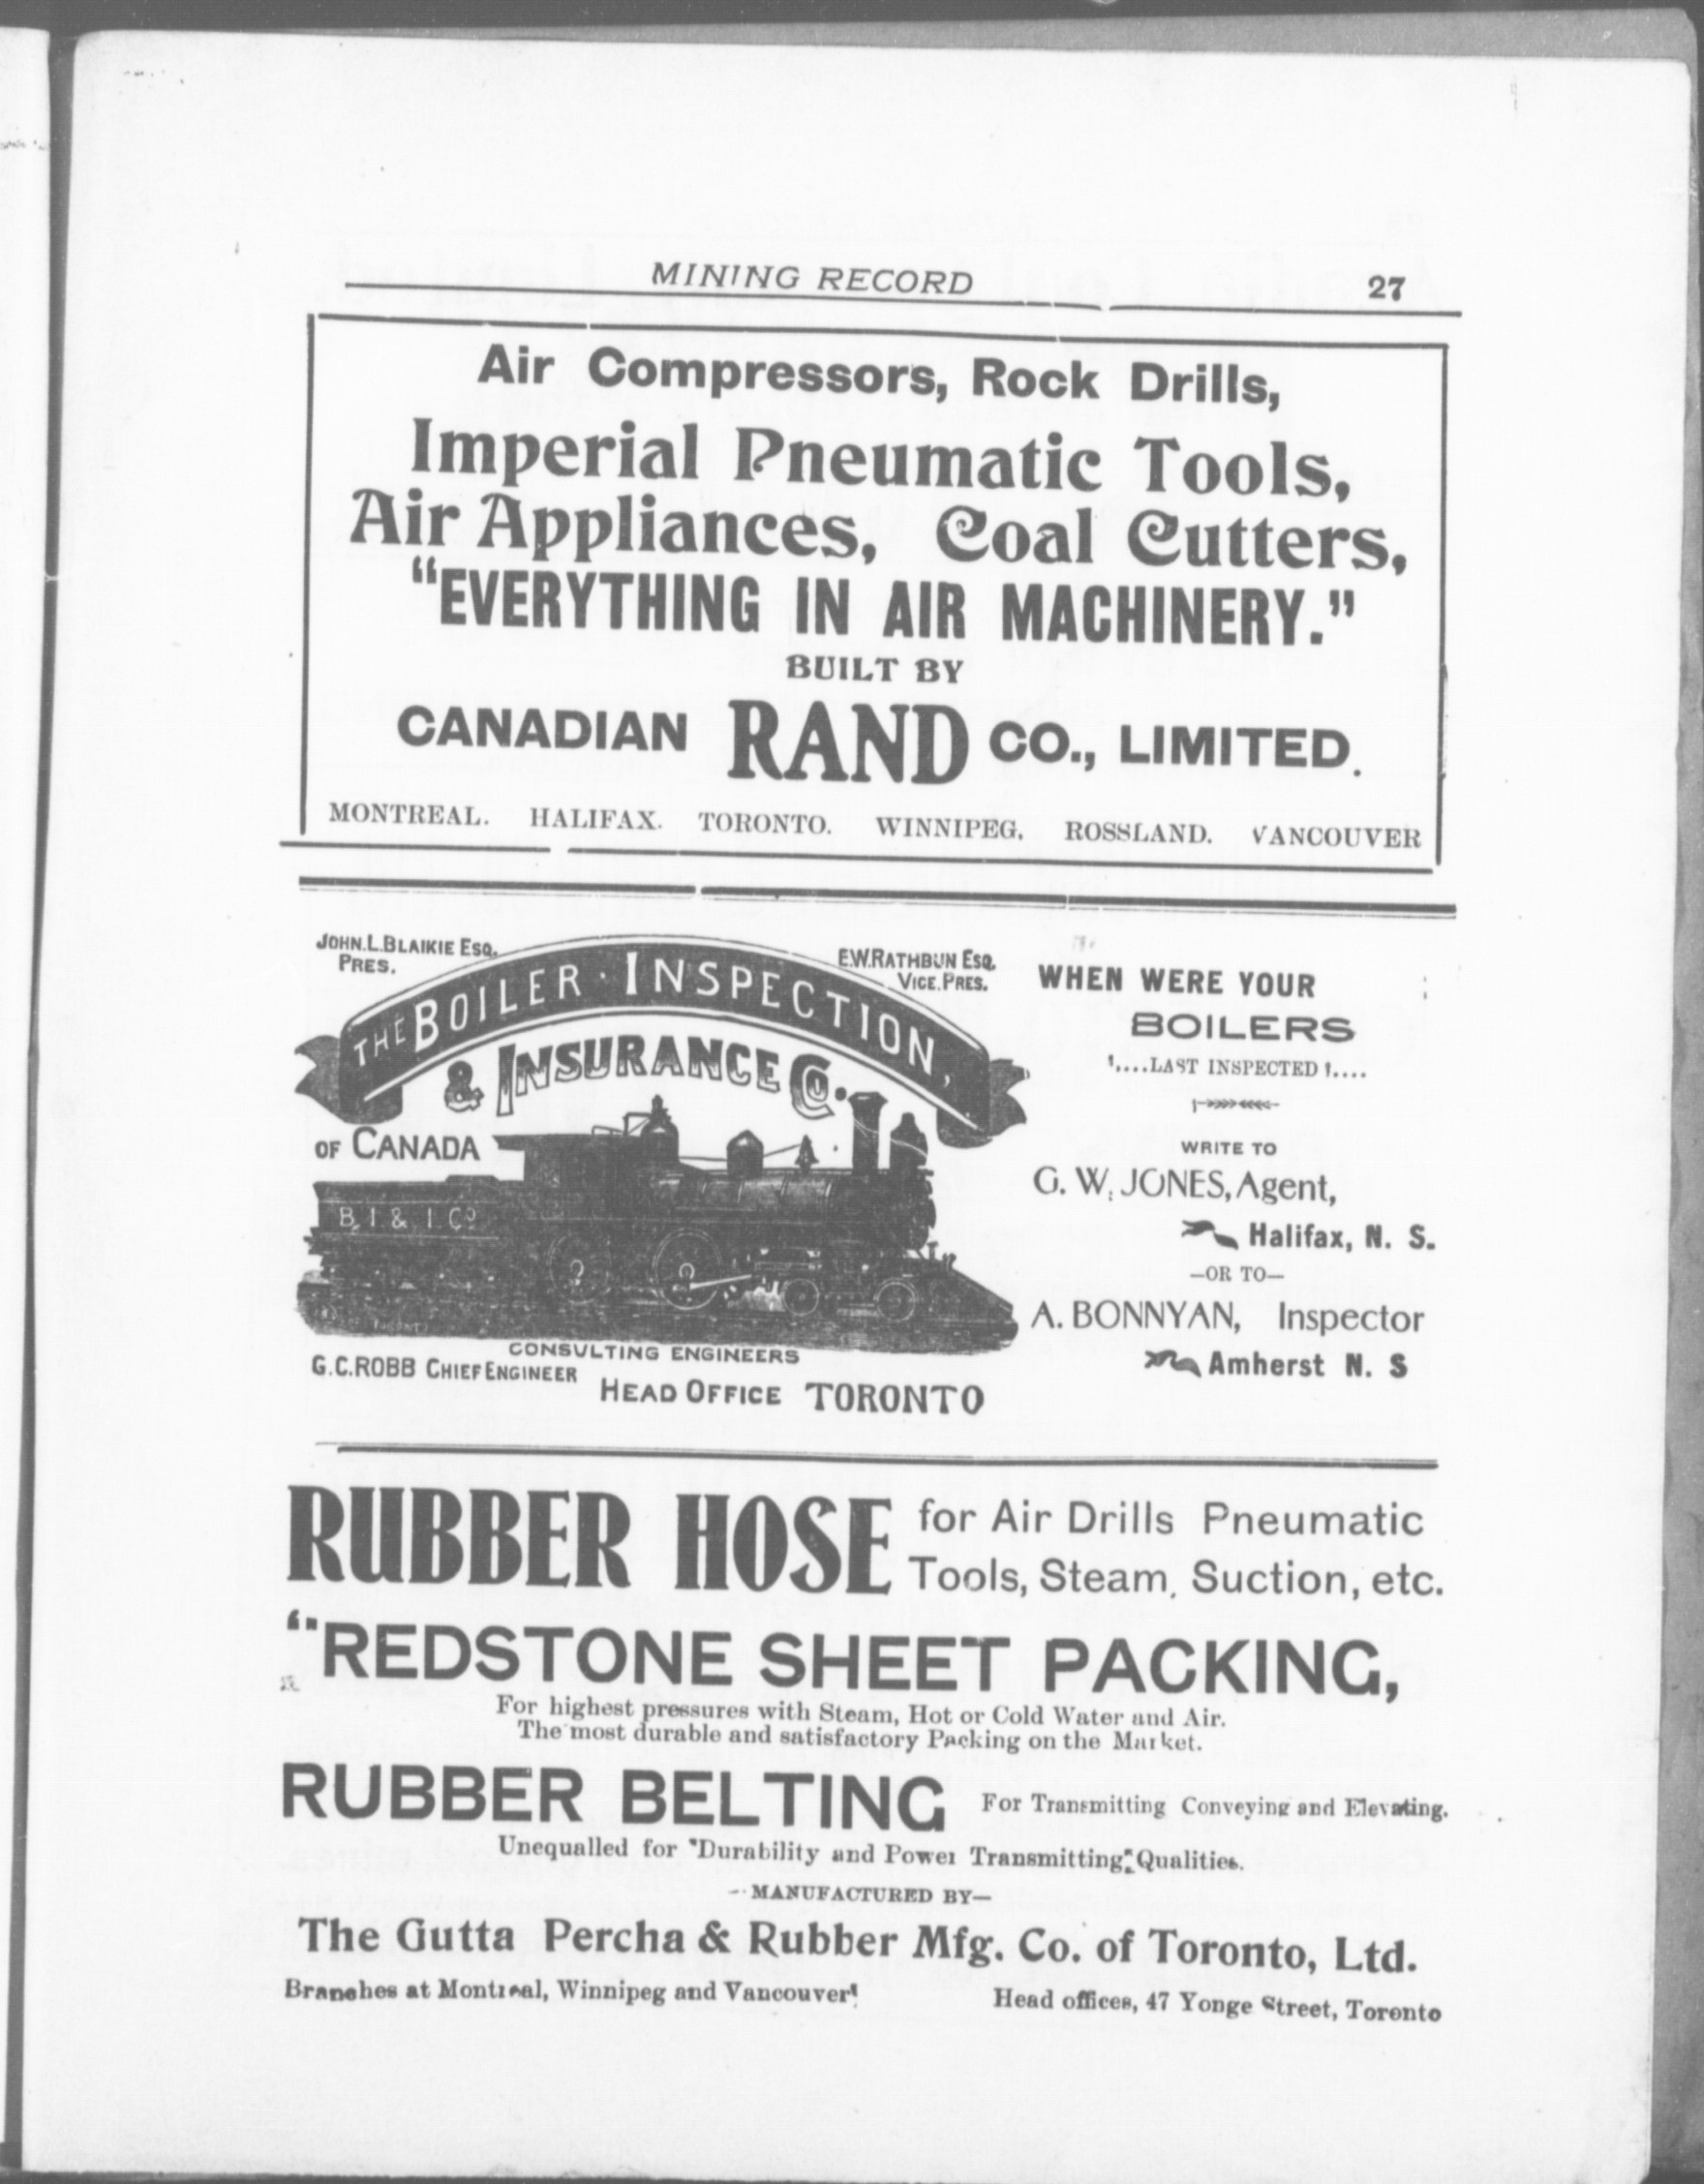 MINING RECORD 27
Air Compressors, Rock Drills,
Imperial Pneumatic Tools,
Air Appliances, Coal Cutters,
"EVERYTHING IN AIR MACHINERY."
BUILT BY
CANADIAN RAND CO., LIMITED.
MONTREAL. HALIFAX. TORONTO. WINNIPEG. ROSSLAND. VANCOUVER
JOHN.L.BLAIKIE ESQ.
PRES.
E.W.RATHBUN ESQ.
VICE.PRES.
THE BOILER · INSPECTION,
& INSURANCE CO.
OF CANADA
B. I & I. Co
CONSULTING ENGINEERS
G.C.ROBB CHIEF ENGINEER
HEAD OFFICE TORONTO
WHEN WERE YOUR
BOILERS
!....LAST INSPECTED !....
WRITE TO
G. W. JONES, Agent,
Halifax, N. S.
—OR TO—
A. BONNYAN, Inspector
Amherst N. S
RUBBER HOSE for Air Drills Pneumatic
Tools, Steam, Suction, etc.
‘"REDSTONE SHEET PACKING,
For highest pressures with Steam, Hot or Cold Water and Air.
The most durable and satisfactory Packing on the Market.
RUBBER BELTING For Transmitting Conveying and Elevating.
Unequalled for "Durability and Power Transmitting" Qualities.
—MANUFACTURED BY—
The Gutta Percha & Rubber Mfg. Co. of Toronto, Ltd.
Branches at Montreal, Winnipeg and Vancouver! Head offices, 47 Yonge Street, Toronto